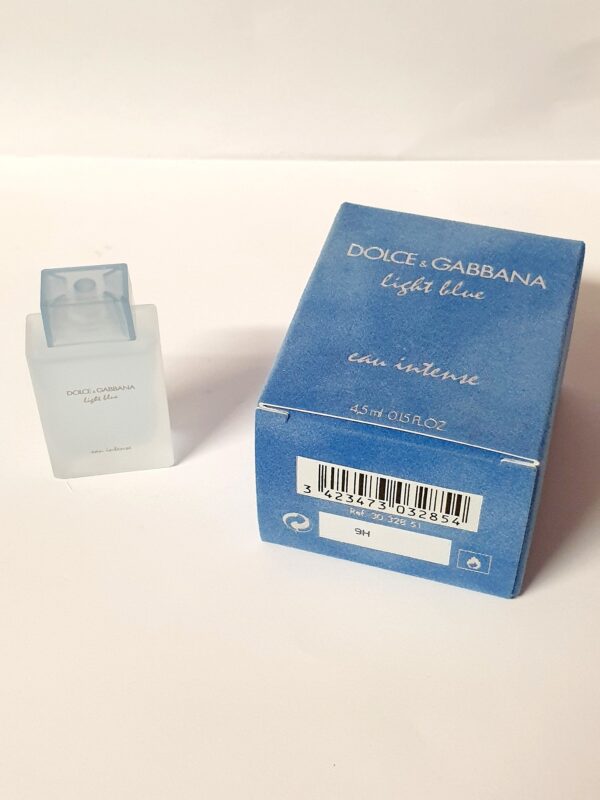 DOLCE & GABBANA
light blue
eau intense
DOLCE & GABBANA
light blue
eau intense
4,5 ml -0.15 FL.OZ
3 423473 032854
Réf. 30 328 51
9H